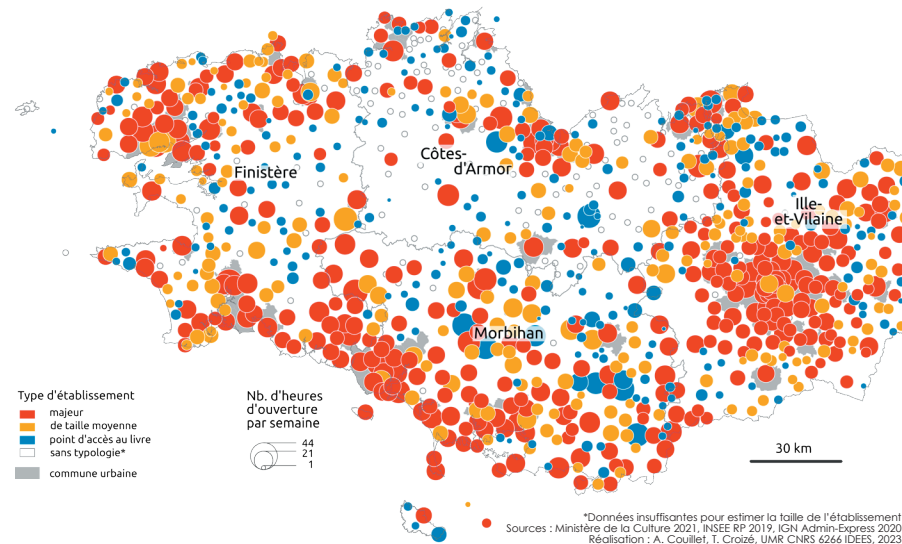 Finistère
Côtes-
d'Armor
Ille-
et-Vilaine
Morbihan
Type d'établissement
majeur
de taille moyenne
point d'accès au livre
sans typologie*
commune urbaine
Nb. d'heures
d'ouverture
par semaine
44
21
1
30 km
*Données insuffisantes pour estimer la taille de l'établissement
Sources : Ministère de la Culture 2021, INSEE RP 2019, IGN Admin-Express 2020
Réalisation : A. Couillet, T. Croizé, UMR CNRS 6266 IDEES, 2023